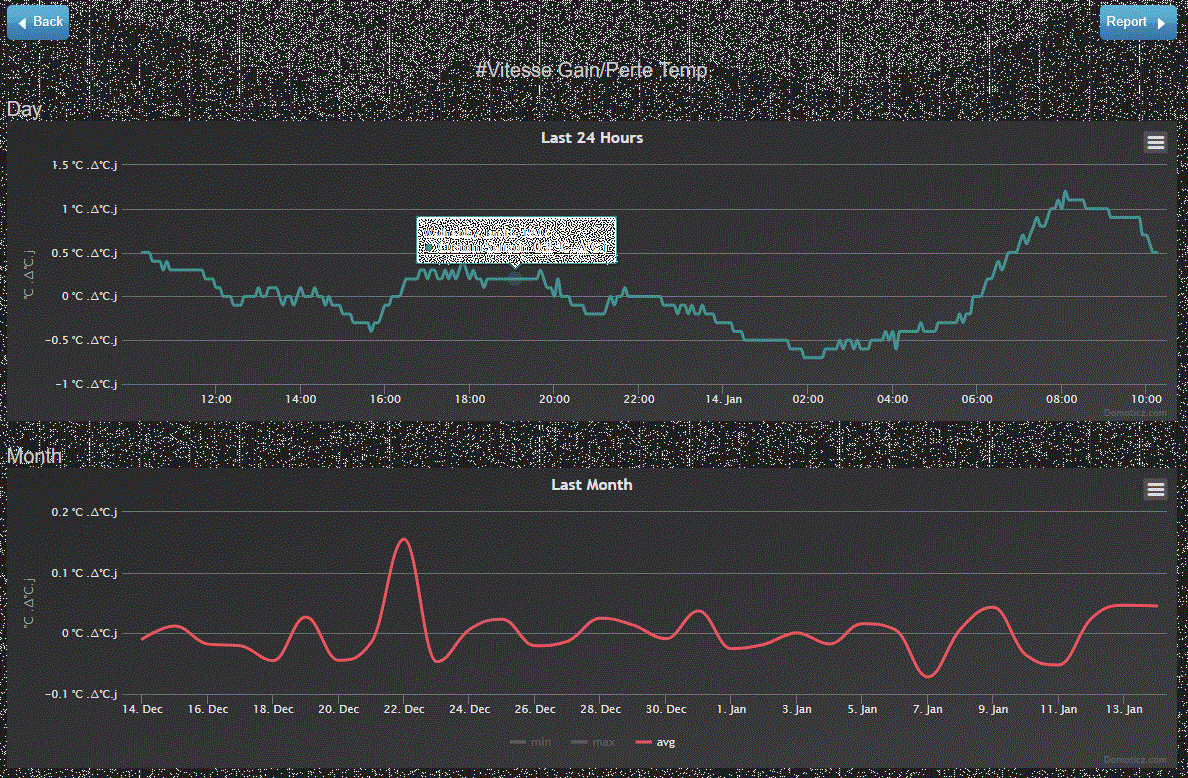 Back
Report
#Vitesse Gain/Perte Temp
Day
Last 24 Hours
1.5 °C .Δ°C.j
1 °C .Δ°C.j
0.5 °C .Δ°C.j
0 °C .Δ°C.j
-0.5 °C .Δ°C.j
-1 °C .Δ°C.j
°C .Δ°C.j
12:00 14:00 16:00 18:00 20:00 22:00 14. Jan 02:00 04:00 06:00 08:00 10:00
Domoticz.com
Month
Last Month
0.2 °C .Δ°C.j
0.1 °C .Δ°C.j
0 °C .Δ°C.j
-0.1 °C .Δ°C.j
°C .Δ°C.j
14. Dec 16. Dec 18. Dec 20. Dec 22. Dec 24. Dec 26. Dec 28. Dec 30. Dec 1. Jan 3. Jan 5. Jan 7. Jan 9. Jan 11. Jan 13. Jan
min max avg
Domoticz.com